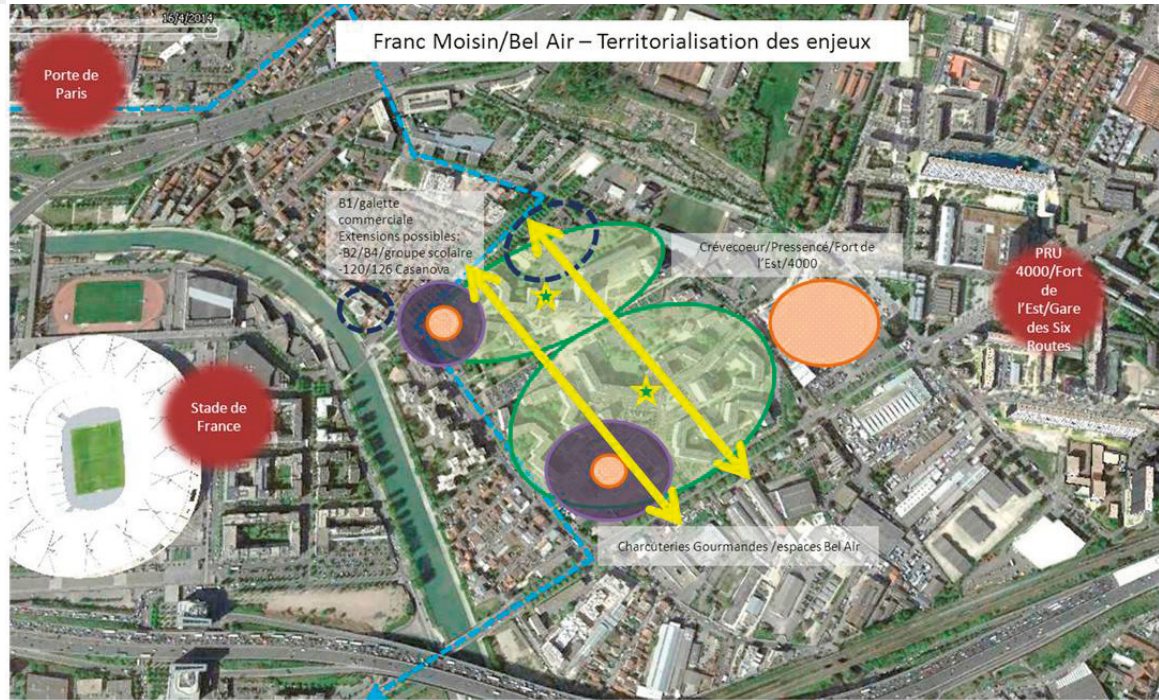 16/4/2014
Franc Moisin/Bel Air – Territorialisation des enjeux
Porte de
Paris
B1/galette
commerciale
Extensions possibles:
-B2/B4/groupe scolaire
-120/126 Casanova
Crévecoeur/Pressencé/Fort de
l'Est/4000
PRU
4000/Fort
de
l'Est/Gare
des Six
Routes
Stade de
France
Charcuteries Gourmandes /espaces Bel Air